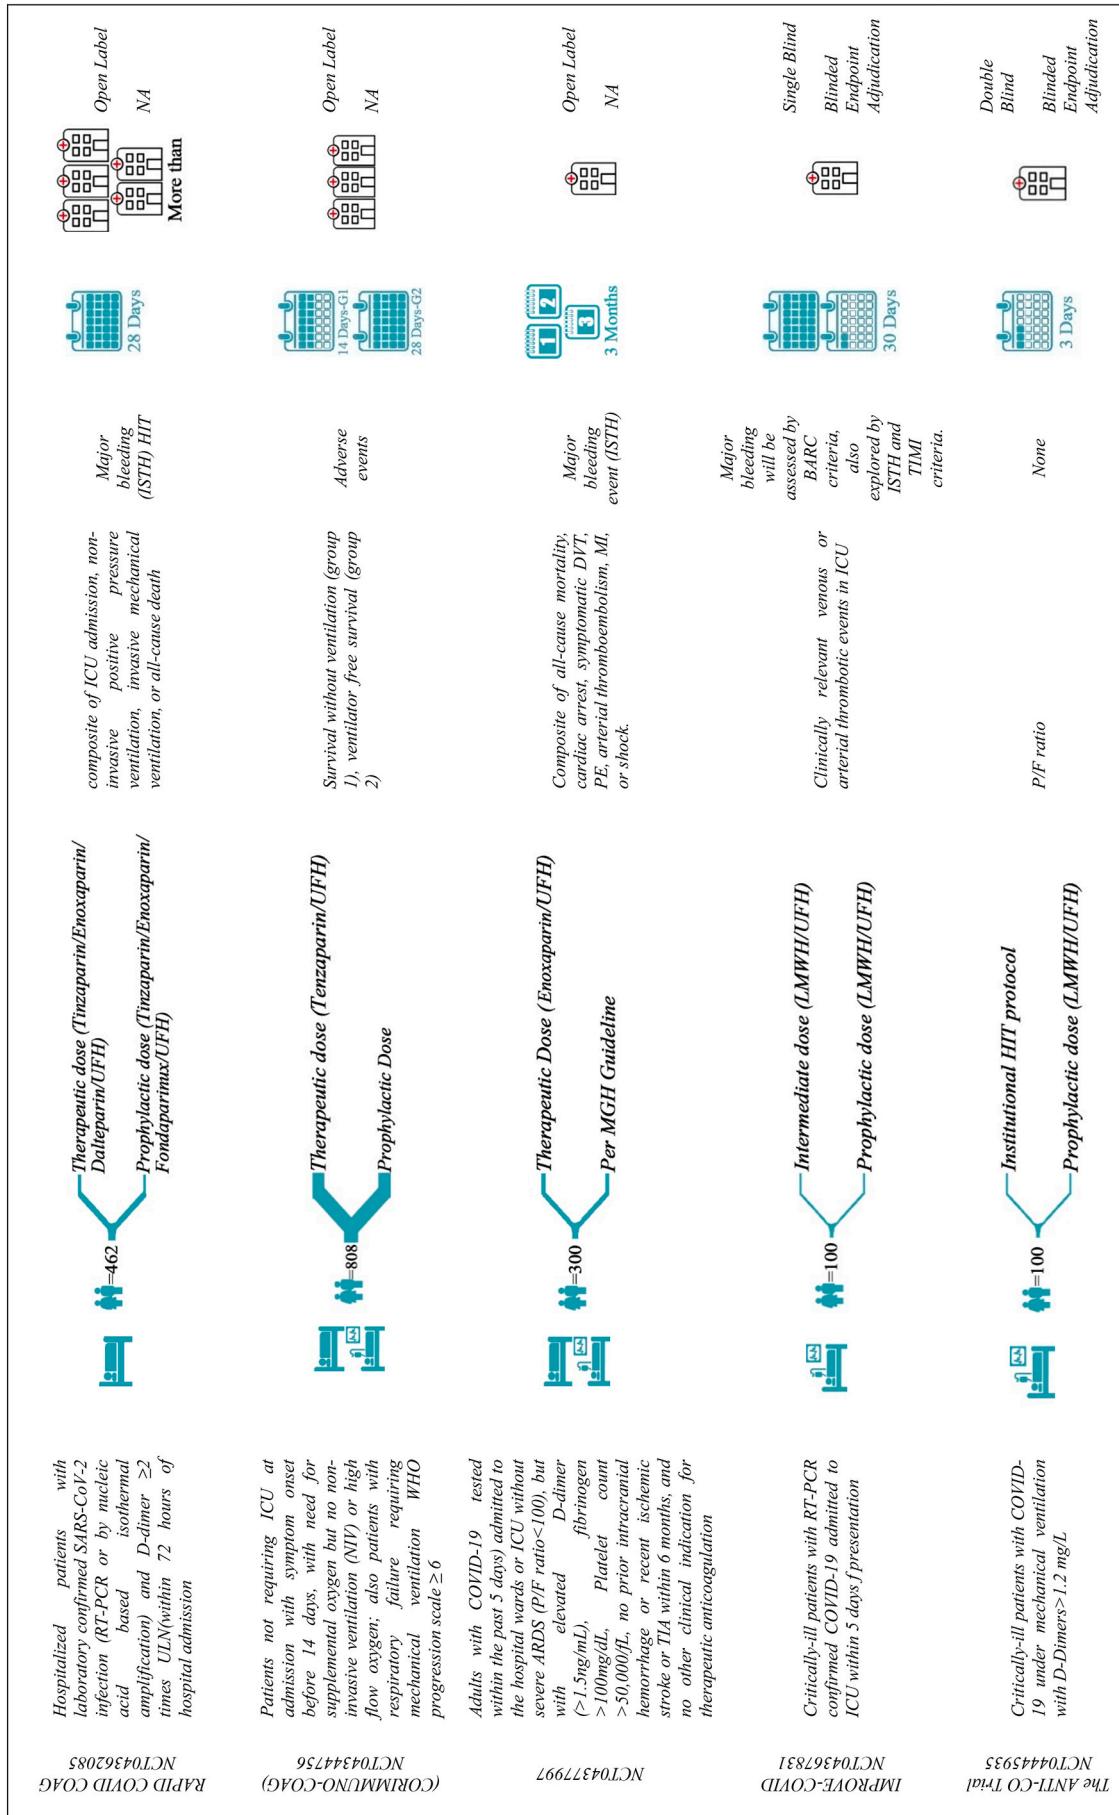 RAPID COVID COAG
NCT04362085
Hospitalized patients with
laboratory confirmed SARS-CoV-2
infection (RT-PCR or by nucleic
acid based isothermal
amplification) and D-dimer ≥2
times ULN(within 72 hours of
hospital admission
=462
Therapeutic dose (Tinzaparin/Enoxaparin/
Dalteparin/UFH)
Prophylactic dose (Tinzaparin/Enoxaparin/
Fondaparimux/UFH)
composite of ICU admission, non-
invasive positive pressure
ventilation, invasive mechanical
ventilation, or all-cause death
Major
bleeding
(ISTH) HIT
28 Days
More than
Open Label
NA
(CORIMMUNO-COAG)
NCT04344756
Patients not requiring ICU at
admission with symptom onset
before 14 days, with need for
supplemental oxygen but no non-
invasive ventilation (NIV) or high
flow oxygen; also patients with
respiratory failure requiring
mechanical ventilation WHO
progression scale ≥ 6
=808
Therapeutic dose (Tenzaparin/UFH)
Prophylactic Dose
Survival without ventilation (group
1), ventilator free survival (group
2)
Adverse
events
14 Days-G1
28 Days-G2
Open Label
NA
NCT04377997
Adults with COVID-19 tested
within the past 5 days) admitted to
the hospital wards or ICU without
severe ARDS (P/F ratio<100), but
with elevated D-dimer
(>1.5ng/mL), fibrinogen
>100mg/dL, Platelet count
>50,000/fL, no prior intracranial
hemorrhage or recent ischemic
stroke or TIA within 6 months, and
no other clinical indication for
therapeutic anticoagulation
=300
Therapeutic Dose (Enoxaparin/UFH)
Per MGH Guideline
Composite of all-cause mortality,
cardiac arrest, symptomatic DVT,
PE, arterial thromboembolism, MI,
or shock.
Major
bleeding
event (ISTH)
1
2
3
3 Months
Open Label
NA
IMPROVE-COVID
NCT04367831
Critically-ill patients with RT-PCR
confirmed COVID-19 admitted to
ICU within 5 days f presentation
=100
Intermediate dose (LMWH/UFH)
Prophylactic dose (LMWH/UFH)
Clinically relevant venous or
arterial thrombotic events in ICU
Major
bleeding
will be
assessed by
BARC
criteria,
also
explored by
ISTH and
TIMI
criteria.
30 Days
Single Blind
Blinded
Endpoint
Adjudication
The ANTI-CO Trial
NCT04445935
Critically-ill patients with COVID-
19 under mechanical ventilation
with D-Dimers>1.2 mg/L
=100
Institutional HIT protocol
Prophylactic dose (LMWH/UFH)
P/F ratio
None
3 Days
Double
Blind
Blinded
Endpoint
Adjudication